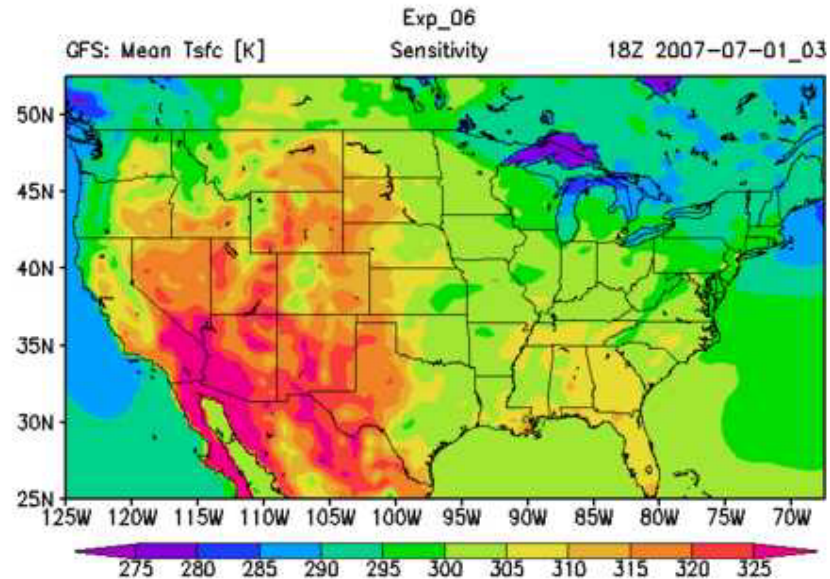 Exp_06
GFS: Mean Tsfc [K] Sensitivity 18Z 2007-07-01_03
50N
45N
40N
35N
30N
25N
125W 120W 115W 110W 105W 100W 95W 90W 85W 80W 75W 70W
275 280 285 290 295 300 305 310 315 320 325